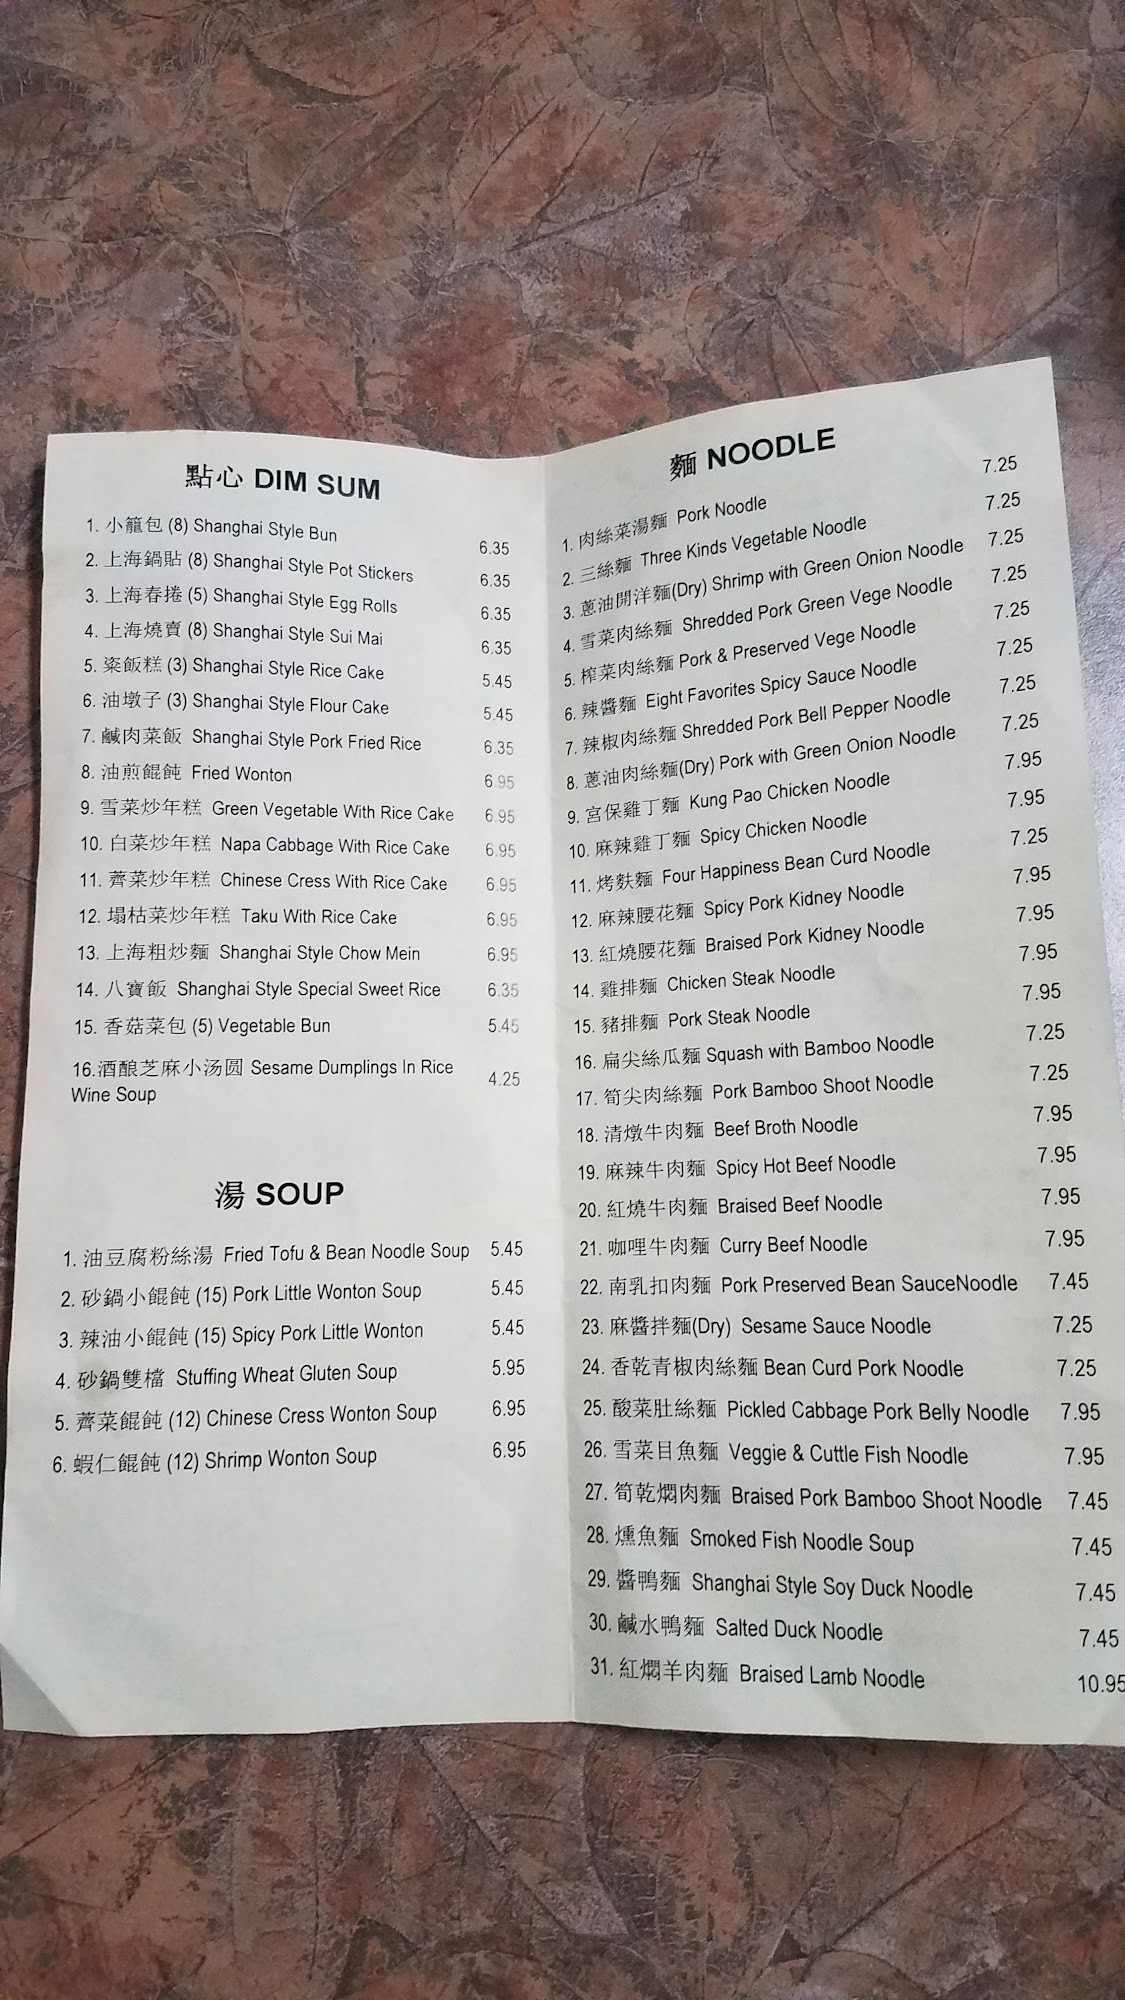 點心 DIM SUM
1. 小籠包 (8) Shanghai Style Bun 6.35
2. 上海鍋貼 (8) Shanghai Style Pot Stickers 6.35
3. 上海春捲 (5) Shanghai Style Egg Rolls 6.35
4. 上海燒賣 (8) Shanghai Style Sui Mai 6.35
5. 粢飯糕 (3) Shanghai Style Rice Cake 5.45
6. 油墩子 (3) Shanghai Style Flour Cake 5.45
7. 鹹肉菜飯 Shanghai Style Pork Fried Rice 6.35
8. 油煎餛飩 Fried Wonton 6.95
9. 雪菜炒年糕 Green Vegetable With Rice Cake 6.95
10. 白菜炒年糕 Napa Cabbage With Rice Cake 6.95
11. 薺菜炒年糕 Chinese Cress With Rice Cake 6.95
12. 塌枯菜炒年糕 Taku With Rice Cake 6.95
13. 上海粗炒麵 Shanghai Style Chow Mein 6.95
14. 八寶飯 Shanghai Style Special Sweet Rice 6.35
15. 香菇菜包 (5) Vegetable Bun 5.45
16.酒酿芝麻小汤圆 Sesame Dumplings In Rice
Wine Soup 4.25
湯 SOUP
1. 油豆腐粉絲湯 Fried Tofu & Bean Noodle Soup 5.45
2. 砂鍋小餛飩 (15) Pork Little Wonton Soup 5.45
3. 辣油小餛飩 (15) Spicy Pork Little Wonton 5.45
4. 砂鍋雙檔 Stuffing Wheat Gluten Soup 5.95
5. 薺菜餛飩 (12) Chinese Cress Wonton Soup 6.95
6. 蝦仁餛飩 (12) Shrimp Wonton Soup 6.95
麵 NOODLE
1. 肉絲菜湯麵 Pork Noodle 7.25
2. 三絲麵 Three Kinds Vegetable Noodle 7.25
3. 蔥油開洋麵(Dry) Shrimp with Green Onion Noodle 7.25
4. 雪菜肉絲麵 Shredded Pork Green Vege Noodle 7.25
5. 榨菜肉絲麵 Pork & Preserved Vege Noodle 7.25
6. 辣醬麵 Eight Favorites Spicy Sauce Noodle 7.25
7. 辣椒肉絲麵 Shredded Pork Bell Pepper Noodle 7.25
8. 蔥油肉絲麵(Dry) Pork with Green Onion Noodle 7.25
9. 宮保雞丁麵 Kung Pao Chicken Noodle 7.95
10. 麻辣雞丁麵 Spicy Chicken Noodle 7.95
11. 烤麩麵 Four Happiness Bean Curd Noodle 7.25
12. 麻辣腰花麵 Spicy Pork Kidney Noodle 7.95
13. 紅燒腰花麵 Braised Pork Kidney Noodle 7.95
14. 雞排麵 Chicken Steak Noodle 7.95
15. 豬排麵 Pork Steak Noodle 7.95
16. 扁尖絲瓜麵 Squash with Bamboo Noodle 7.25
17. 筍尖肉絲麵 Pork Bamboo Shoot Noodle 7.25
18. 清燉牛肉麵 Beef Broth Noodle 7.95
19. 麻辣牛肉麵 Spicy Hot Beef Noodle 7.95
20. 紅燒牛肉麵 Braised Beef Noodle 7.95
21. 咖哩牛肉麵 Curry Beef Noodle 7.95
22. 南乳扣肉麵 Pork Preserved Bean SauceNoodle 7.45
23. 麻醬拌麵(Dry) Sesame Sauce Noodle 7.25
24. 香乾青椒肉絲麵 Bean Curd Pork Noodle 7.25
25. 酸菜肚絲麵 Pickled Cabbage Pork Belly Noodle 7.95
26. 雪菜目魚麵 Veggie & Cuttle Fish Noodle 7.95
27. 筍乾燜肉麵 Braised Pork Bamboo Shoot Noodle 7.45
28. 燻魚麵 Smoked Fish Noodle Soup 7.45
29. 醬鴨麵 Shanghai Style Soy Duck Noodle 7.45
30. 鹹水鴨麵 Salted Duck Noodle 7.45
31. 紅燜羊肉麵 Braised Lamb Noodle 10.95